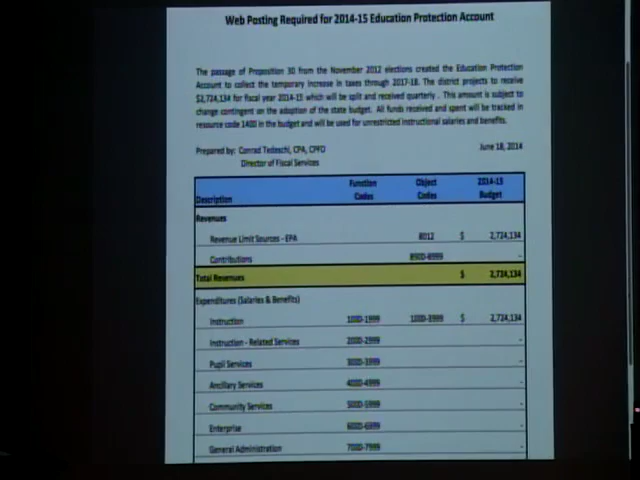 Web Posting Required for 2014-15 Education Protection Account
The passage of Proposition 30 from the November 2012 elections created the Education Protection
Account to collect the temporary increase in taxes through 2017-18. The district projects to receive
$2,724,134 for fiscal year 2014-15 which will be split and received quarterly . This amount is subject to
change contingent on the adoption of the state budget. All funds received and spent will be tracked in
resource code 1400 in the budget and will be used for unrestricted instructional salaries and benefits.
Prepared by: Conrad Tedeschi, CPA, CPFO June 18, 2014
Director of Fiscal Services
Function Object 2014-15
Description Codes Codes Budget
Revenues
Revenue Limit Sources - EPA 8012 $ 2,724,134
Contributions 8900-8999 -
Total Revenues $ 2,724,134
Expenditures (Salaries & Benefits)
Instruction 1000-1999 1000-3999 $ 2,724,134
Instruction - Related Services 2000-2999 -
Pupil Services 3000-3999 -
Ancillary Services 4000-4999 -
Community Services 5000-5999 -
Enterprise 6000-6999 -
General Administration 7000-7999 -